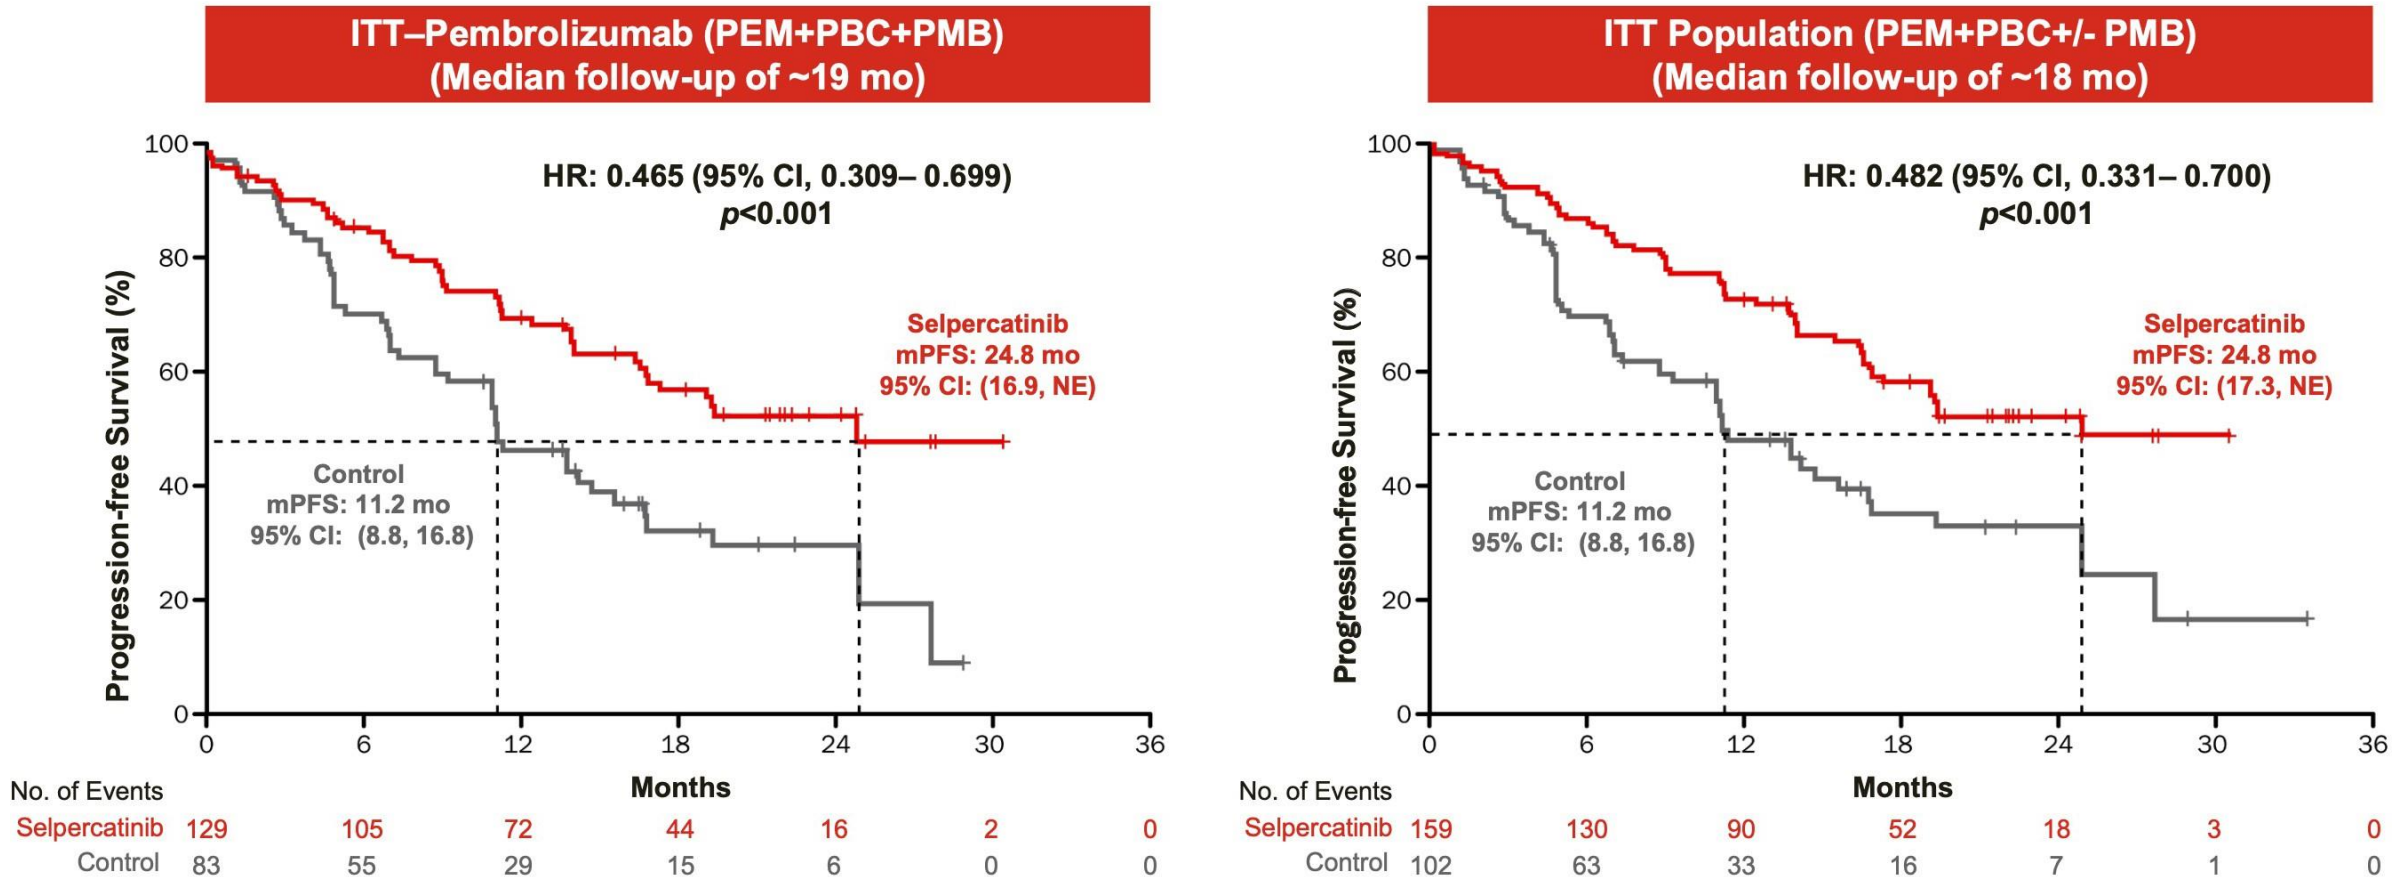 ITT–Pembrolizumab (PEM+PBC+PMB)
(Median follow-up of ~19 mo)
100
80
60
40
20
0
Progression-free Survival (%)
HR: 0.465 (95% CI, 0.309– 0.699)
p<0.001
Selpercatinib
mPFS: 24.8 mo
95% CI: (16.9, NE)
Control
mPFS: 11.2 mo
95% CI: (8.8, 16.8)
0 6 12 18 24 30 36
Months
No. of Events
Selpercatinib 129 105 72 44 16 2 0
Control 83 55 29 15 6 0 0
ITT Population (PEM+PBC+/- PMB)
(Median follow-up of ~18 mo)
100
80
60
40
20
0
Progression-free Survival (%)
HR: 0.482 (95% CI, 0.331– 0.700)
p<0.001
Selpercatinib
mPFS: 24.8 mo
95% CI: (17.3, NE)
Control
mPFS: 11.2 mo
95% CI: (8.8, 16.8)
0 6 12 18 24 30 36
Months
No. of Events
Selpercatinib 159 130 90 52 18 3 0
Control 102 63 33 16 7 1 0